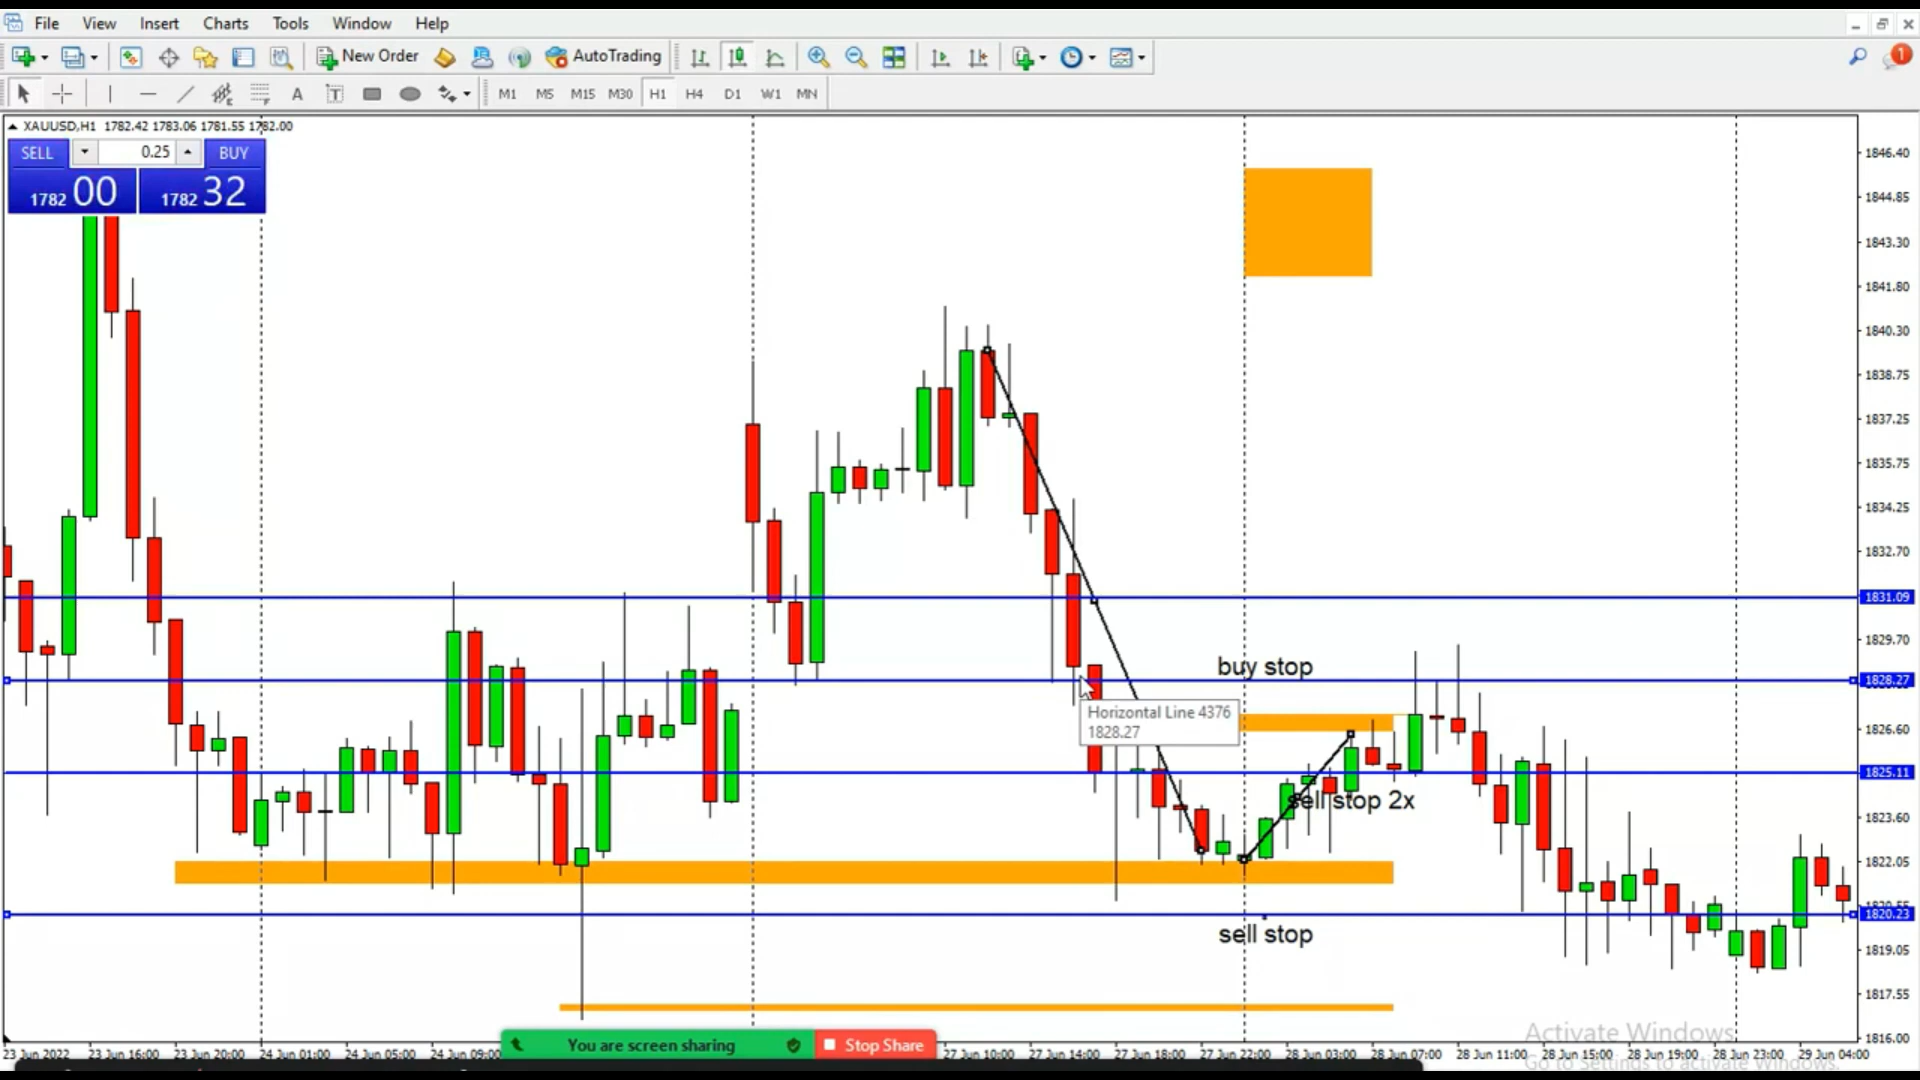 File View Insert Charts Tools Window Help
New Order AutoTrading 1
A T M1 M5 M15 M30 H1 H4 D1 W1 MN
XAUUSD,H1 1782.42 1783.06 1781.55 1782.00
SELL 0.25 BUY
1782 00 1782 32
1846.40
1844.85
1843.30
1841.80
1840.30
1838.75
1837.25
1835.75
1834.25
1832.70
1831.09
1829.70
buy stop
1828.27
Horizontal Line 4376
1828.27
1826.60
1825.11
sell stop 2x
1823.60
1822.05
1820.23
sell stop
1819.05
1817.55
1816.00
Activate Windows
Go to Settings to activate Windows.
You are screen sharing Stop Share
23 Jun 2022 23 Jun 16:00 23 Jun 20:00 24 Jun 01:00 24 Jun 05:00 24 Jun 09:00 27 Jun 10:00 27 Jun 14:00 27 Jun 18:00 27 Jun 22:00 28 Jun 03:00 28 Jun 07:00 28 Jun 11:00 28 Jun 15:00 28 Jun 19:00 28 Jun 23:00 29 Jun 04:00